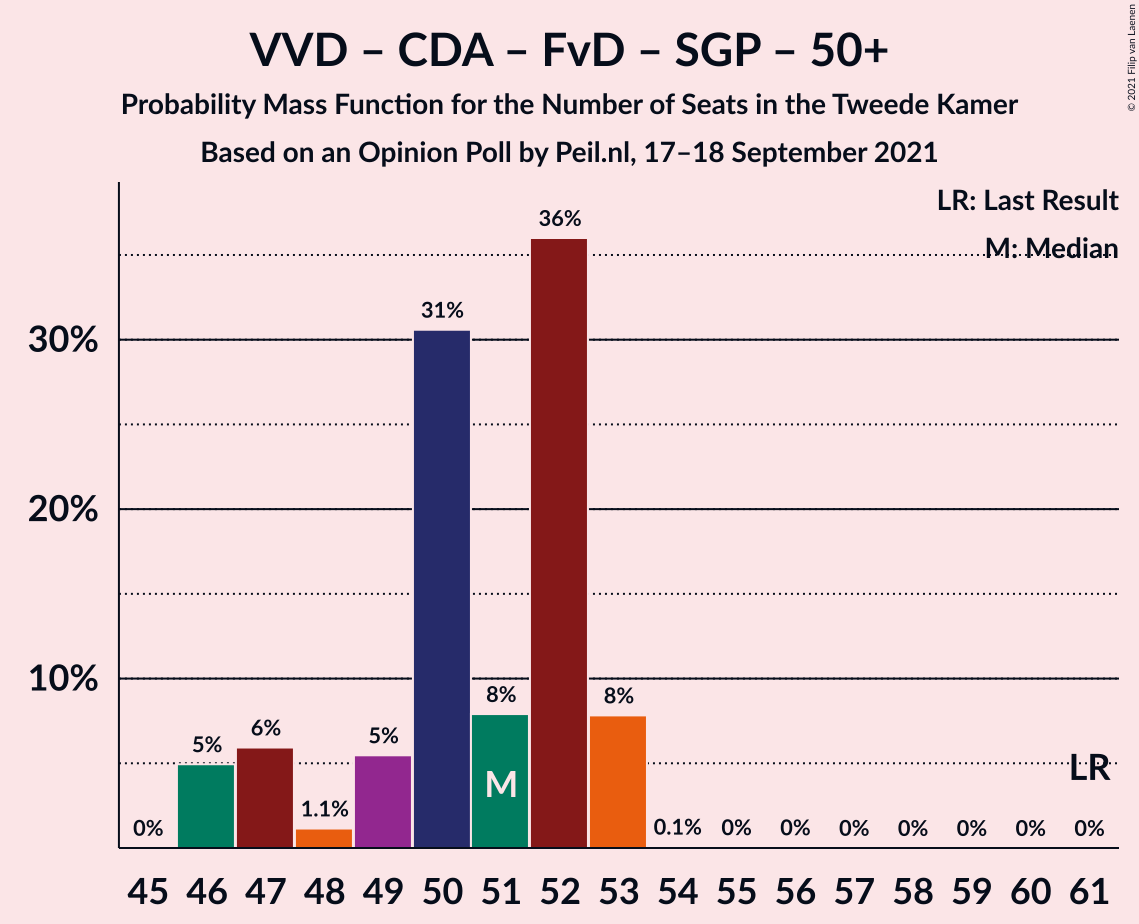 VVD – CDA – FvD – SGP – 50+
Probability Mass Function for the Number of Seats in the Tweede Kamer
Based on an Opinion Poll by Peil.nl, 17–18 September 2021
© 2021 Filip van Laenen
LR: Last Result
M: Median
30%
20%
10%
0%
5%
6%
1.1%
5%
31%
8%
36%
8%
0.1%
0%
0%
0%
0%
0%
0%
0%
M
LR
45 46 47 48 49 50 51 52 53 54 55 56 57 58 59 60 61